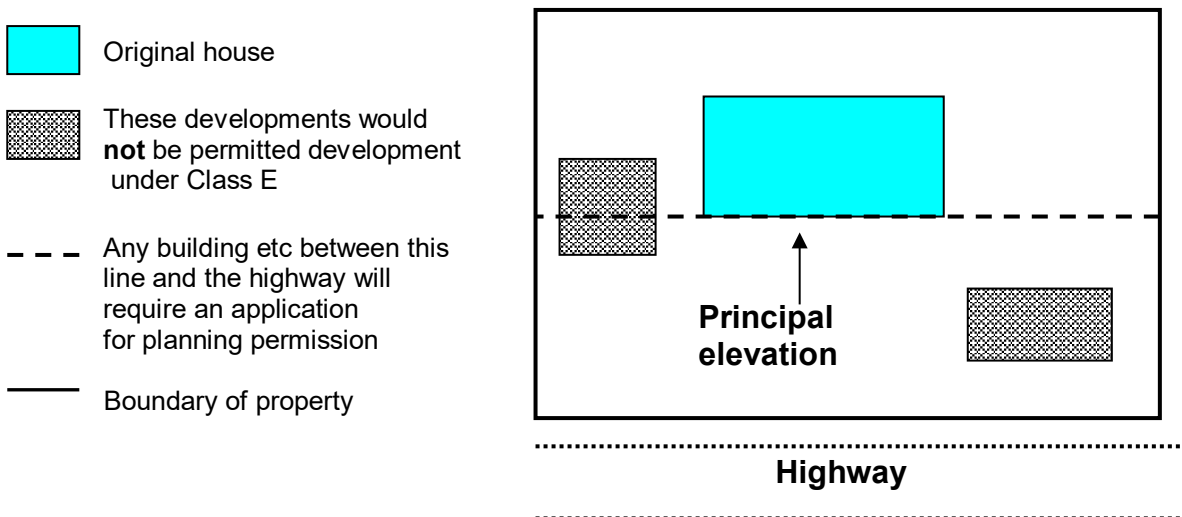 Original house
These developments would
not be permitted development
under Class E
Any building etc between this
line and the highway will
require an application
for planning permission
Boundary of property
Principal
elevation
Highway